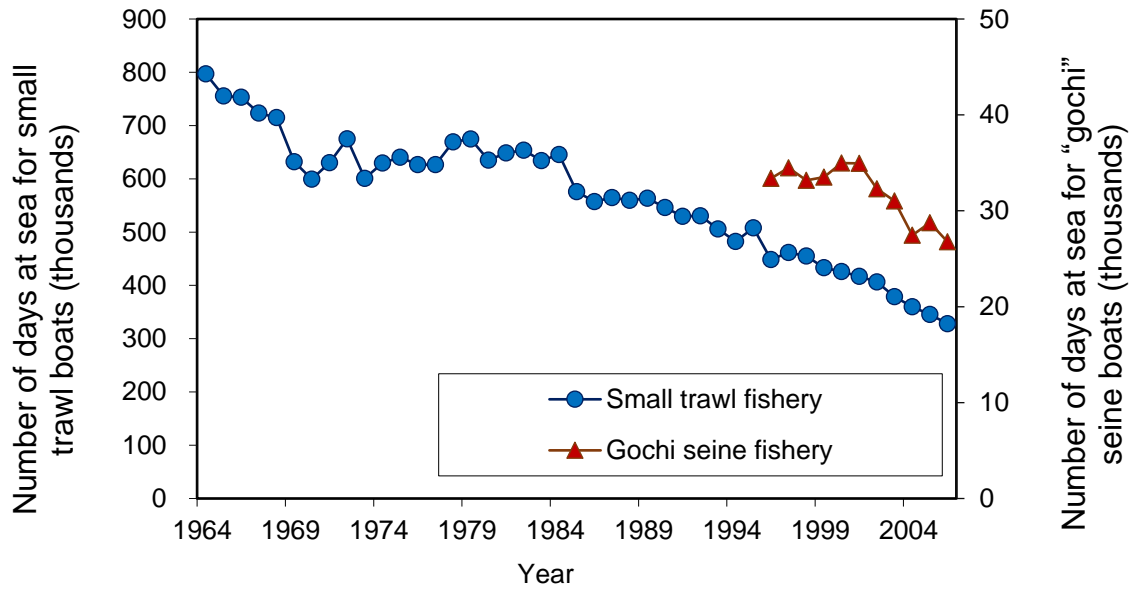 Number of days at sea for small
trawl boats (thousands)
900
800
700
600
500
400
300
200
100
0
50
40
30
20
10
0
Number of days at sea for “gochi”
seine boats (thousands)
Small trawl fishery
Gochi seine fishery
1964 1969 1974 1979 1984 1989 1994 1999 2004
Year